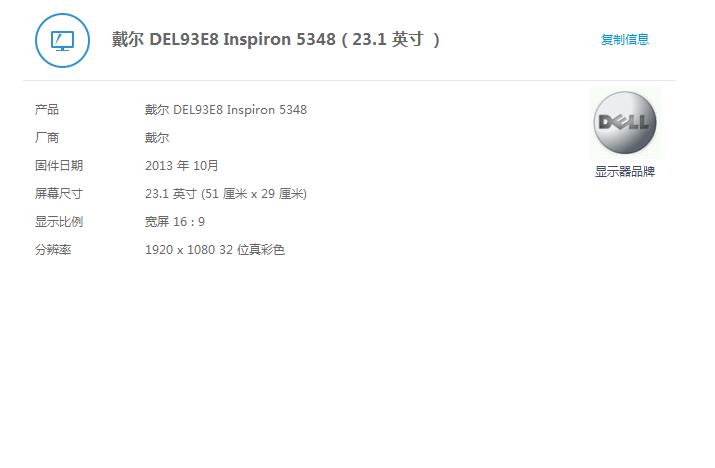 戴尔 DEL93E8 Inspiron 5348 ( 23.1 英寸  )
复制信息
产品 戴尔 DEL93E8 Inspiron 5348
DELL
厂商 戴尔
固件日期 2013 年 10月
显示器品牌
屏幕尺寸 23.1 英寸 (51 厘米 x 29 厘米)
显示比例 宽屏 16 : 9
分辨率 1920 x 1080 32 位真彩色